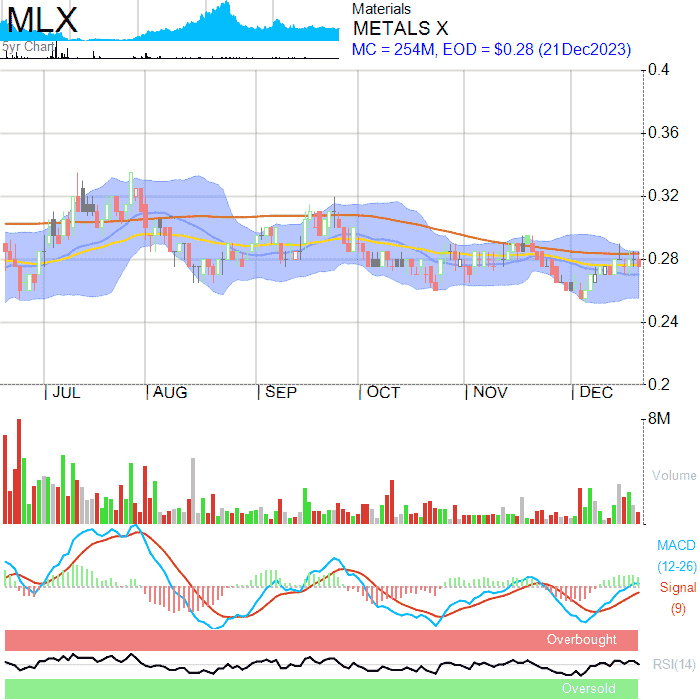 MLX
5yr Chart
Materials
METALS X
MC = 254M, EOD = $0.28 (21Dec2023)
0.4
0.36
0.32
0.28
0.24
0.2
JUL AUG SEP OCT NOV DEC
8M
Volume
MACD
(12-26)
Signal
(9)
Overbought
RSI(14)
Oversold